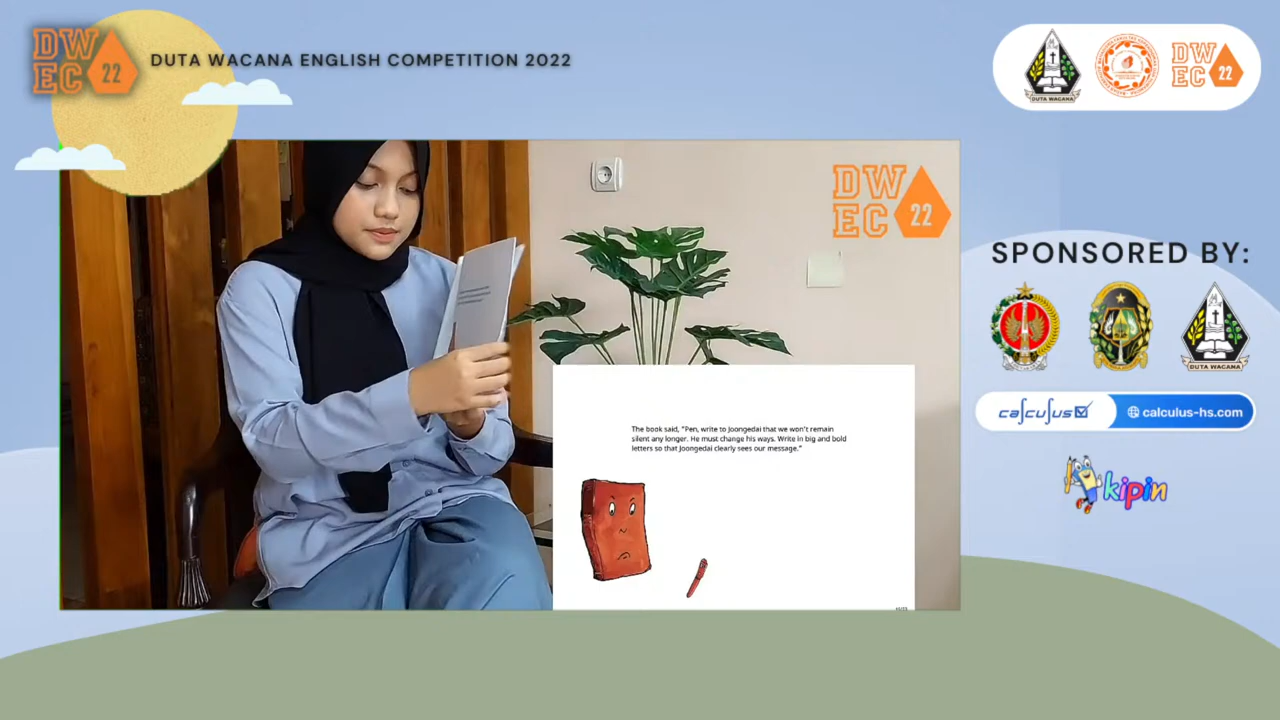 DW
EC 22
DUTA WACANA ENGLISH COMPETITION 2022
DUTA WACANA
DW
EC 22
DW
EC 22
SPONSORED BY:
DUTA WACANA
calculus
calculus-hs.com
kipin
The book said, "Pen, write to Joongedai that we won't remain
silent any longer. He must change his ways. Write in big and bold
letters so that Joongedai clearly sees our message."